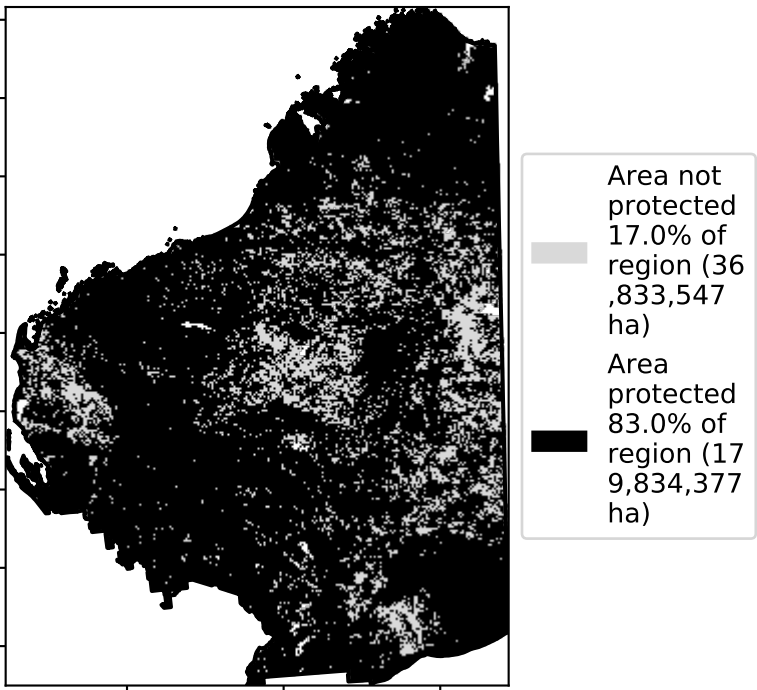 Area not
protected
17.0% of
region (36
,833,547
ha)
Area
protected
83.0% of
region (17
9,834,377
ha)